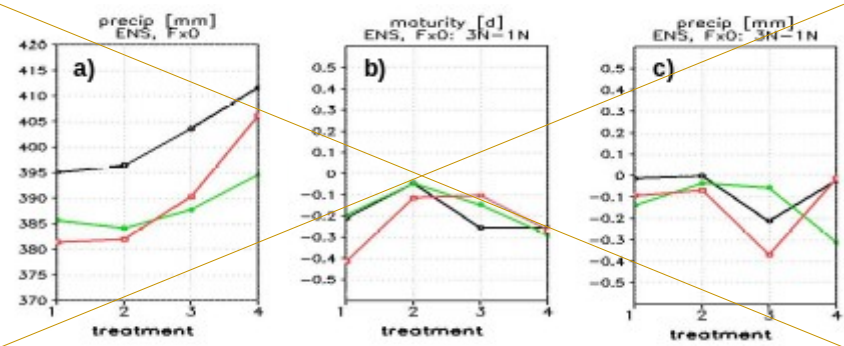 precip [mm]
ENS, Fx0
420
415
410
405
400
395
390
385
380
375
370
a)
1 2 3 4
treatment
maturity [d]
ENS, Fx0: 3N-1N
0.5
0.4
0.3
0.2
0.1
0
-0.1
-0.2
-0.3
-0.4
-0.5
b)
1 2 3 4
treatment
precip [mm]
ENS, Fx0: 3N-1N
0.5
0.4
0.3
0.2
0.1
0
-0.1
-0.2
-0.3
-0.4
-0.5
c)
1 2 3 4
treatment